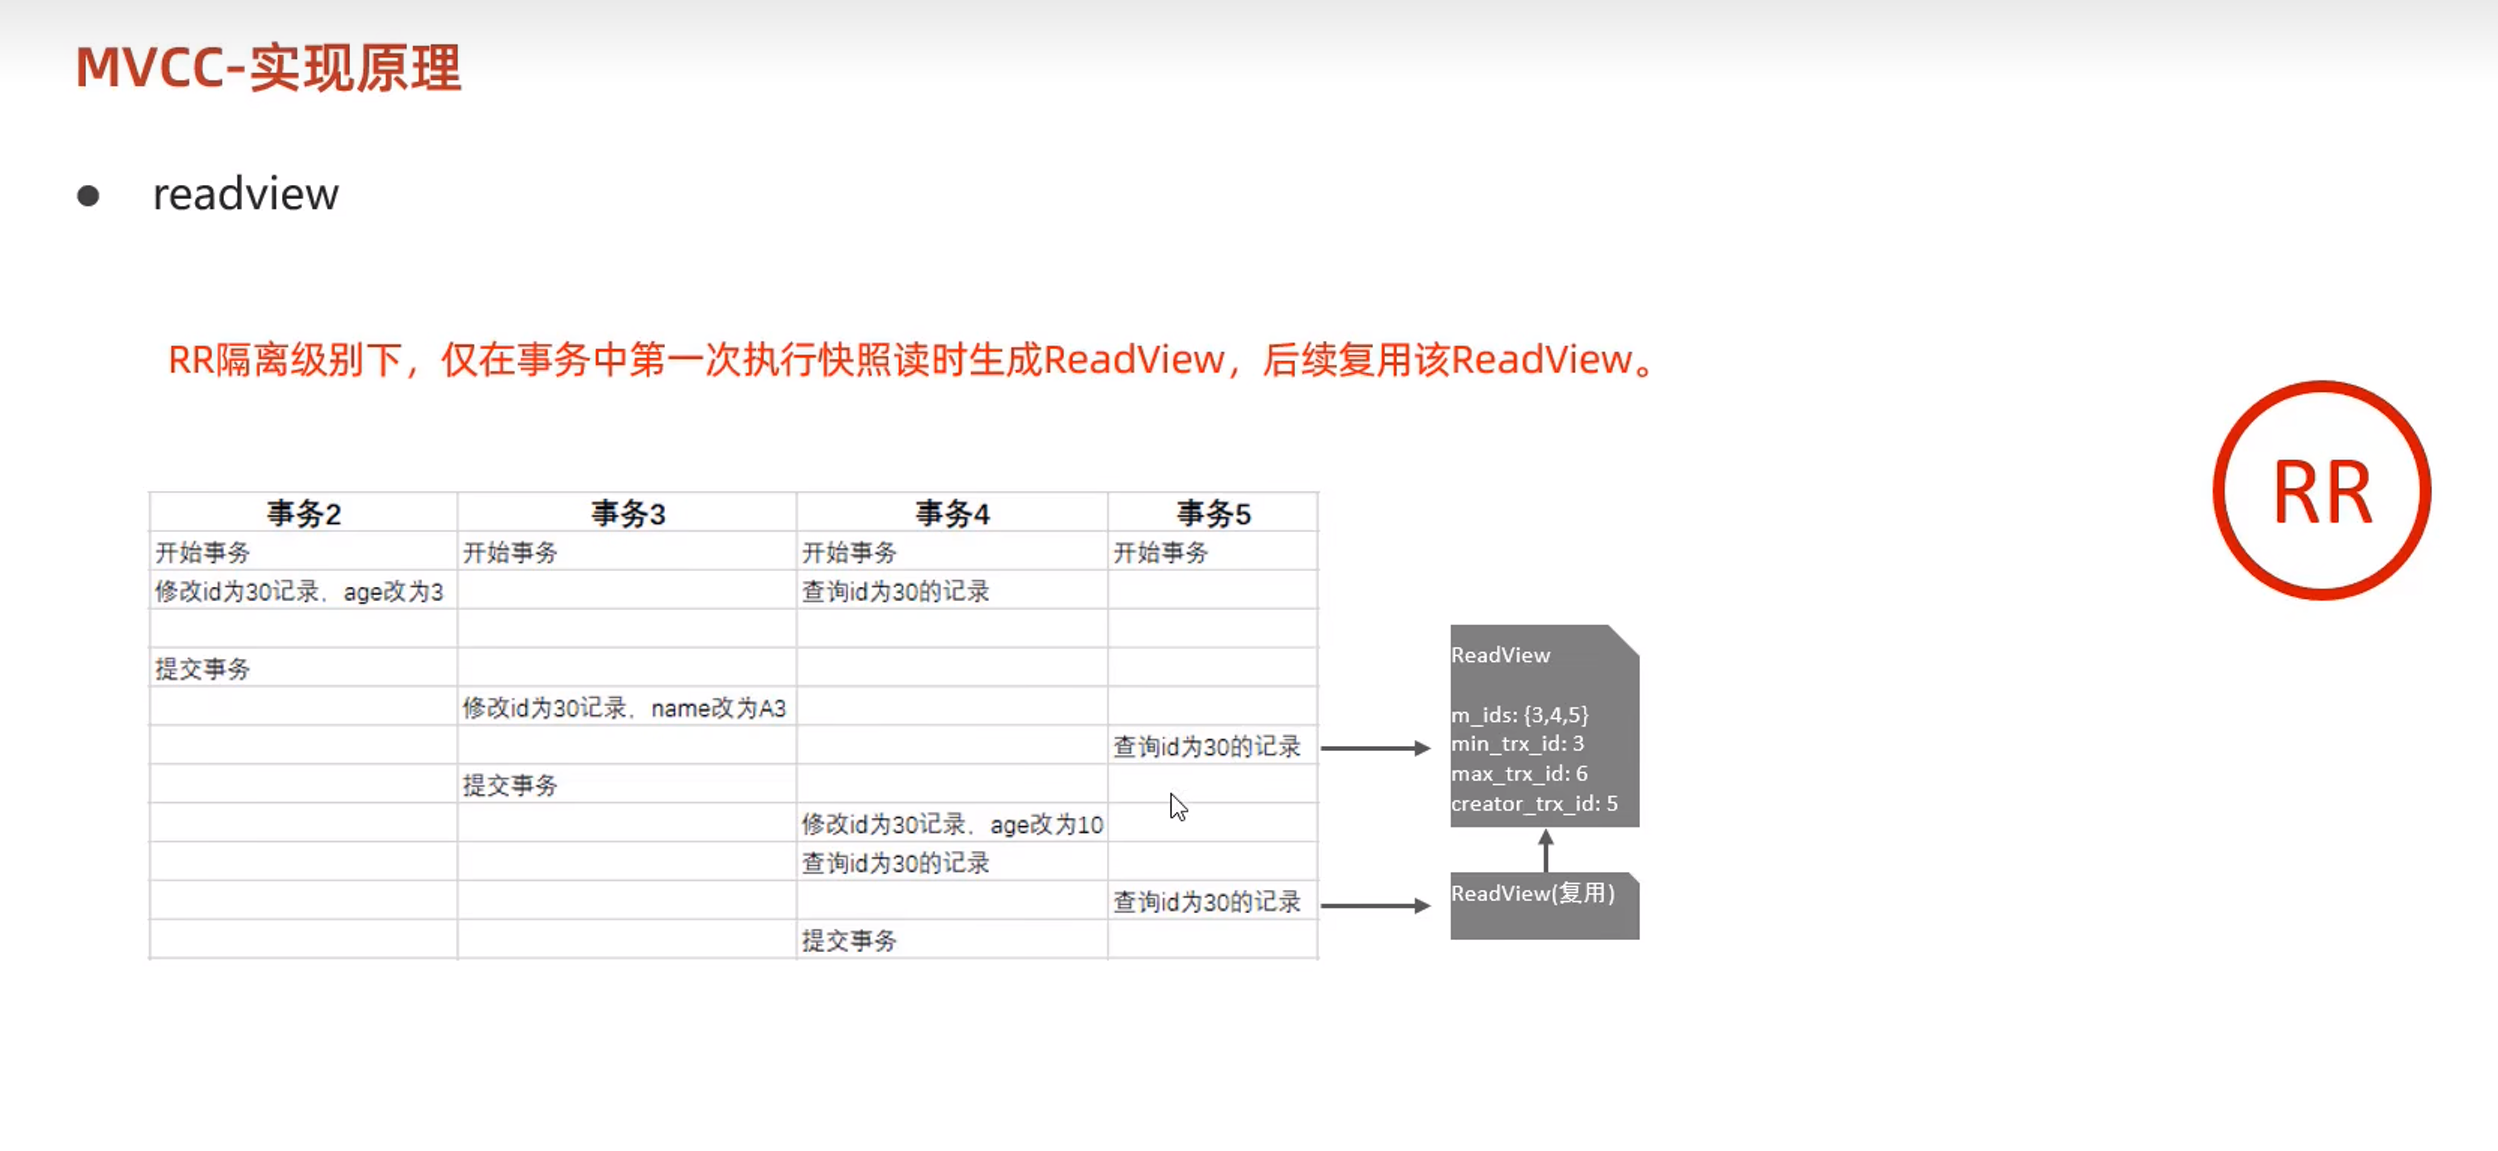 MVCC-实现原理
● readview
RR隔离级别下，仅在事务中第一次执行快照读时生成ReadView，后续复用该ReadView。
RR
事务2 事务3 事务4 事务5
开始事务 开始事务 开始事务 开始事务
修改id为30记录，age改为3 查询id为30的记录
提交事务
修改id为30记录，name改为A3
查询id为30的记录
提交事务
修改id为30记录，age改为10
查询id为30的记录
查询id为30的记录
提交事务
ReadView
m_ids: {3,4,5}
min_trx_id: 3
max_trx_id: 6
creator_trx_id: 5
ReadView(复用)